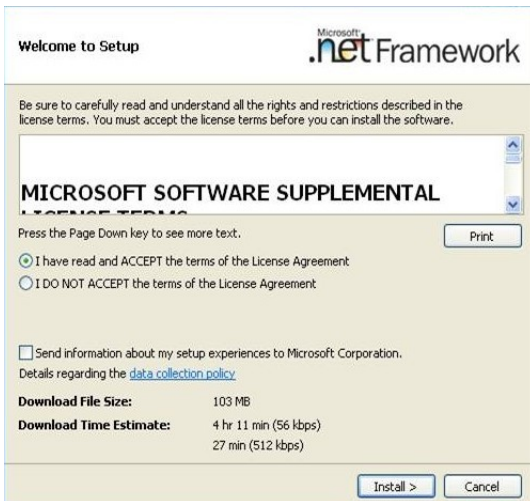 Welcome to Setup
Microsoft
.net Framework
Be sure to carefully read and understand all the rights and restrictions described in the
license terms. You must accept the license terms before you can install the software.
MICROSOFT SOFTWARE SUPPLEMENTAL
LICENSE TERMS
Press the Page Down key to see more text.
Print
I have read and ACCEPT the terms of the License Agreement
I DO NOT ACCEPT the terms of the License Agreement
Send information about my setup experiences to Microsoft Corporation.
Details regarding the data collection policy
Download File Size: 103 MB
Download Time Estimate: 4 hr 11 min (56 kbps)
27 min (512 kbps)
Install > Cancel